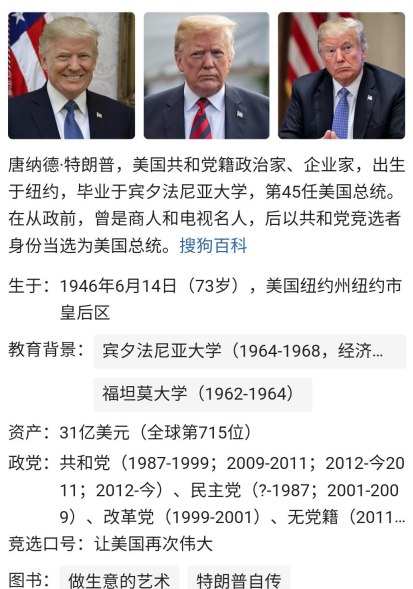 唐纳德·特朗普，美国共和党籍政治家、企业家，出生
于纽约，毕业于宾夕法尼亚大学，第45任美国总统。
在从政前，曾是商人和电视名人，后以共和党竞选者
身份当选为美国总统。搜狗百科
生于：1946年6月14日（73岁），美国纽约州纽约市
皇后区
教育背景：宾夕法尼亚大学（1964-1968，经济...
福坦莫大学（1962-1964）
资产：31亿美元（全球第715位）
政党：共和党（1987-1999；2009-2011；2012-今20
11；2012-今）、民主党（?-1987；2001-200
9）、改革党（1999-2001）、无党籍（2011...
竞选口号：让美国再次伟大
图书：做生意的艺术 特朗普自传